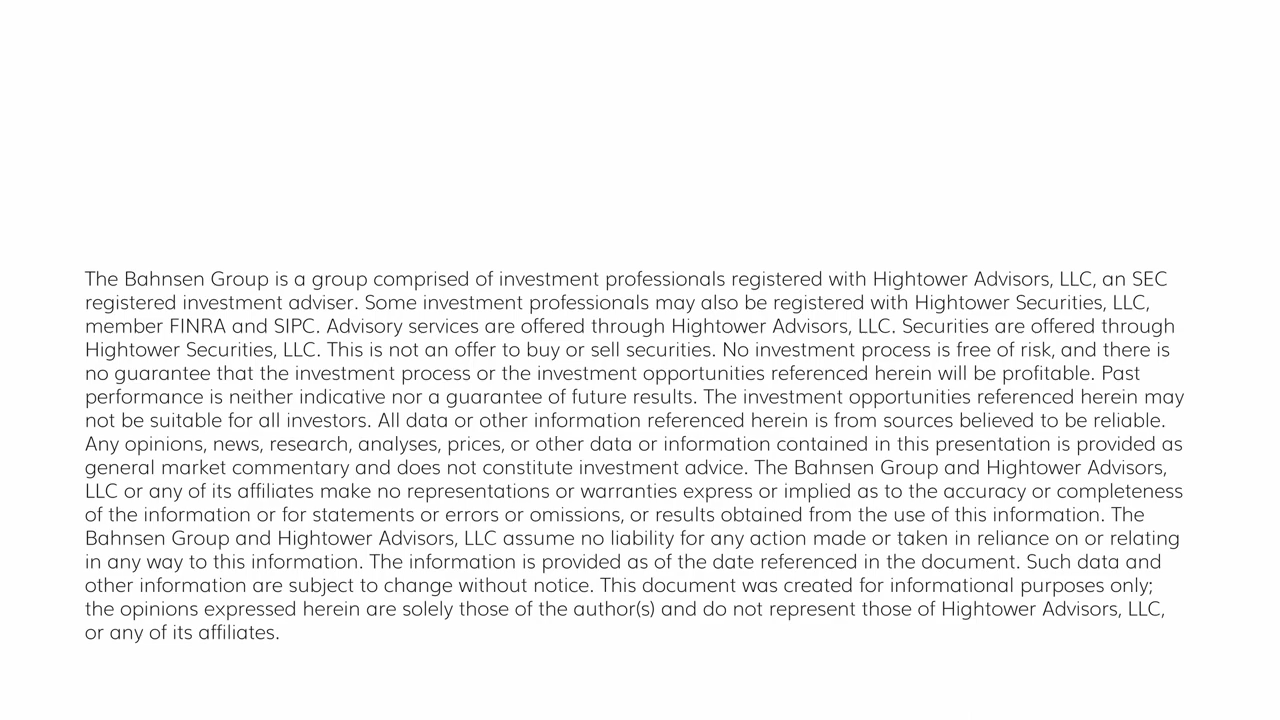 The Bahnsen Group is a group comprised of investment professionals registered with Hightower Advisors, LLC, an SEC
registered investment adviser. Some investment professionals may also be registered with Hightower Securities, LLC,
member FINRA and SIPC. Advisory services are offered through Hightower Advisors, LLC. Securities are offered through
Hightower Securities, LLC. This is not an offer to buy or sell securities. No investment process is free of risk, and there is
no guarantee that the investment process or the investment opportunities referenced herein will be profitable. Past
performance is neither indicative nor a guarantee of future results. The investment opportunities referenced herein may
not be suitable for all investors. All data or other information referenced herein is from sources believed to be reliable.
Any opinions, news, research, analyses, prices, or other data or information contained in this presentation is provided as
general market commentary and does not constitute investment advice. The Bahnsen Group and Hightower Advisors,
LLC or any of its affiliates make no representations or warranties express or implied as to the accuracy or completeness
of the information or for statements or errors or omissions, or results obtained from the use of this information. The
Bahnsen Group and Hightower Advisors, LLC assume no liability for any action made or taken in reliance on or relating
in any way to this information. The information is provided as of the date referenced in the document. Such data and
other information are subject to change without notice. This document was created for informational purposes only;
the opinions expressed herein are solely those of the author(s) and do not represent those of Hightower Advisors, LLC,
or any of its affiliates.